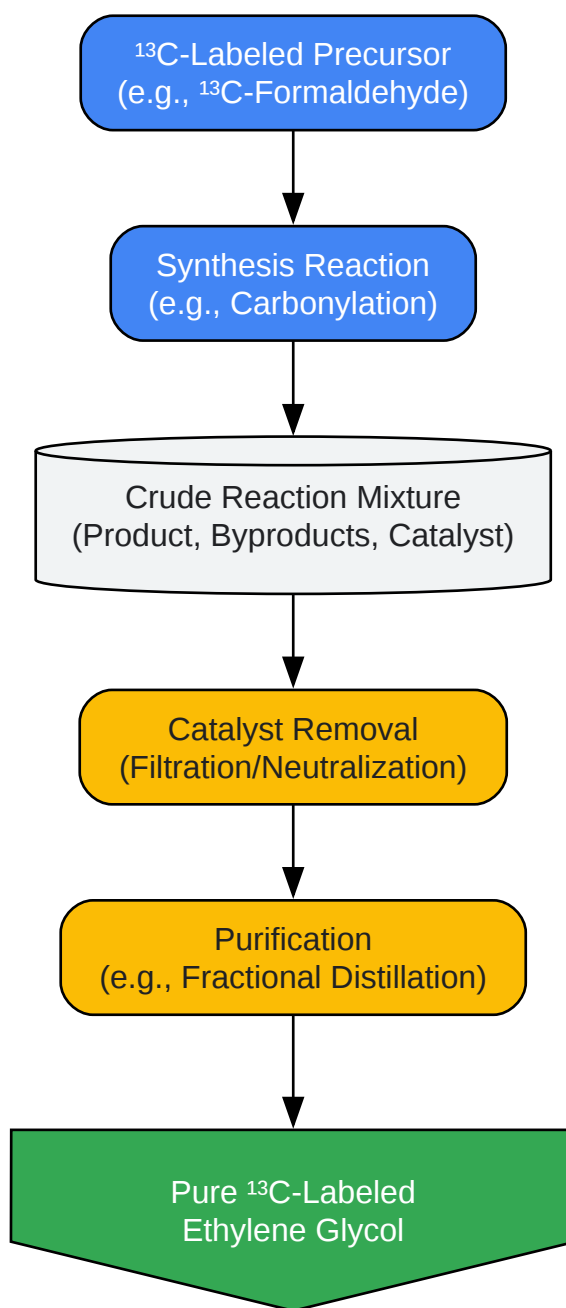 ¹³C-Labeled Precursor
(e.g., ¹³C-Formaldehyde)
Synthesis Reaction
(e.g., Carbonylation)
Crude Reaction Mixture
(Product, Byproducts, Catalyst)
Catalyst Removal
(Filtration/Neutralization)
Purification
(e.g., Fractional Distillation)
Pure ¹³C-Labeled
Ethylene Glycol